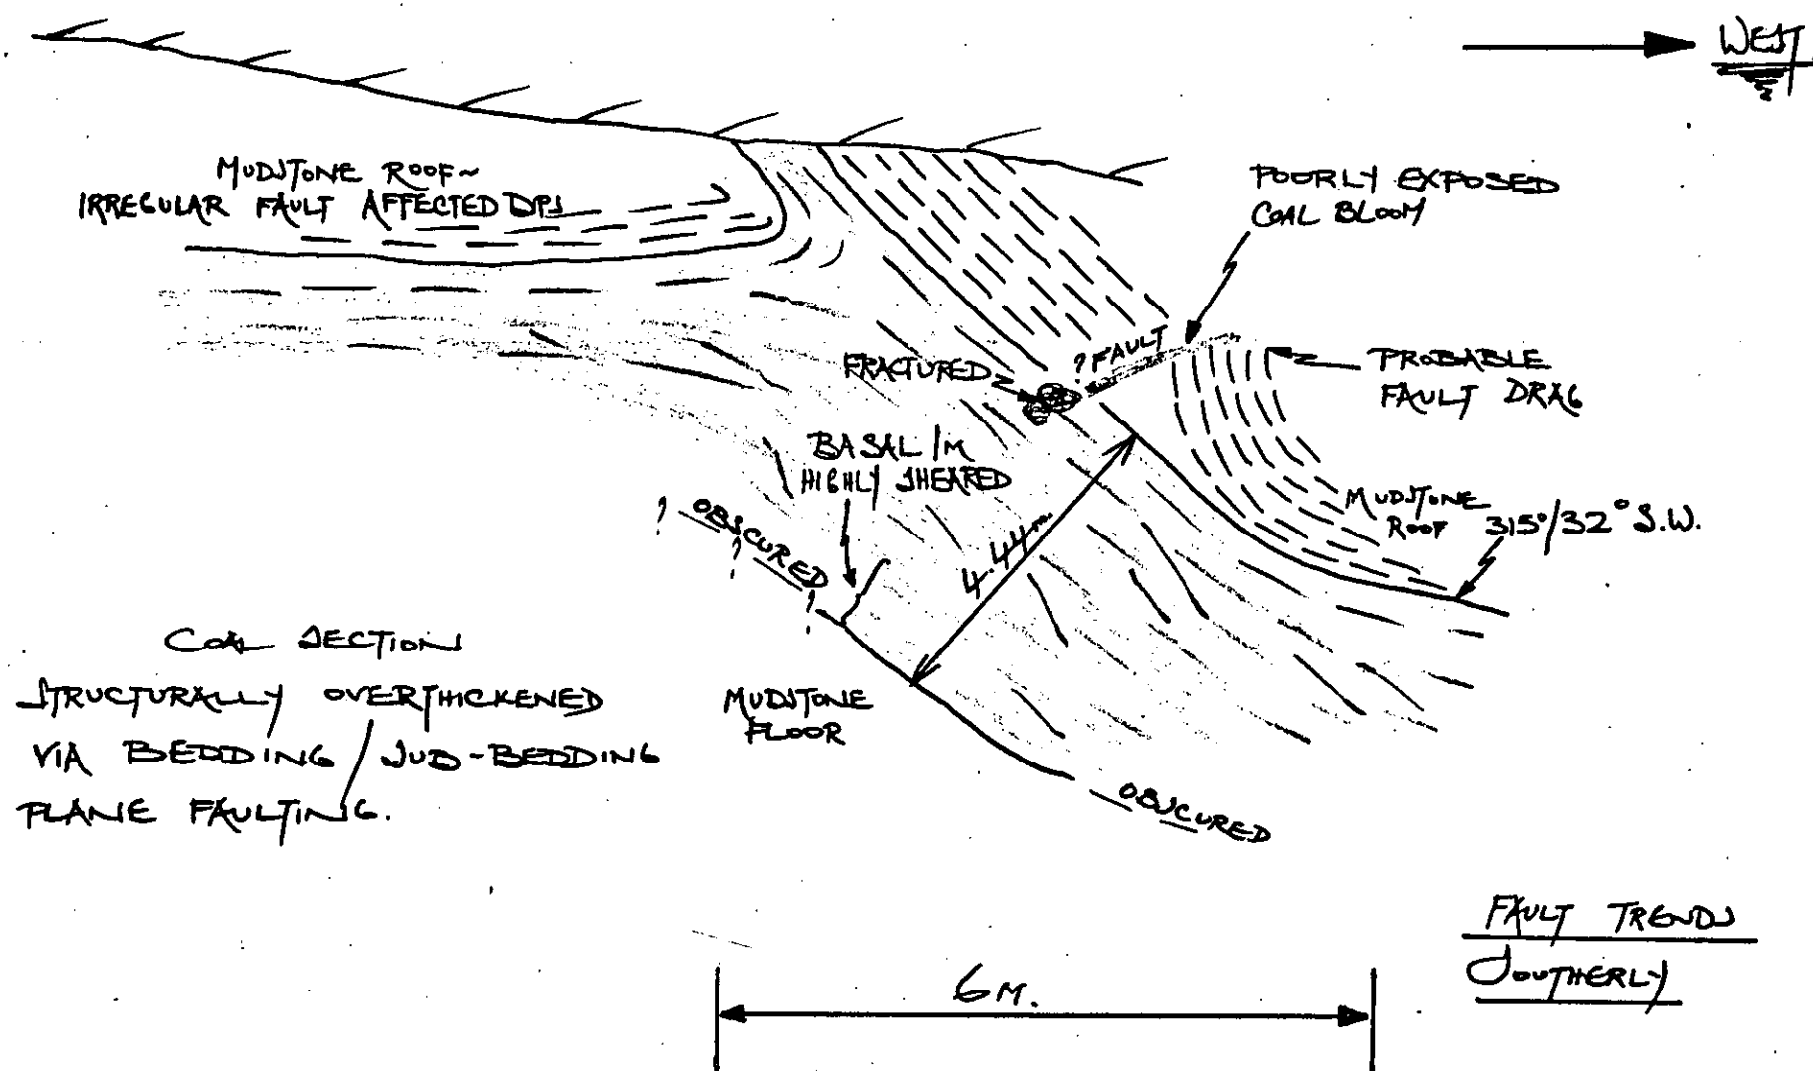 WEST
MUDSTONE ROOF~
IRREGULAR FAULT AFFECTED DPS
POORLY EXPOSED
COAL BLOOM
? FAULT
FRACTURED
PROBABLE
FAULT DRAG
BASAL 1M
HIGHLY SHEARED
MUDSTONE
ROOF
315°/32° S.W.
? OBSCURED
?
?
4.44m.
COAL SECTION
STRUCTURALLY OVERTHICKENED
VIA BEDDING / SUB-BEDDING
PLANE FAULTING.
MUDSTONE
FLOOR
OBSCURED
FAULT TRENDS
SOUTHERLY
6M.